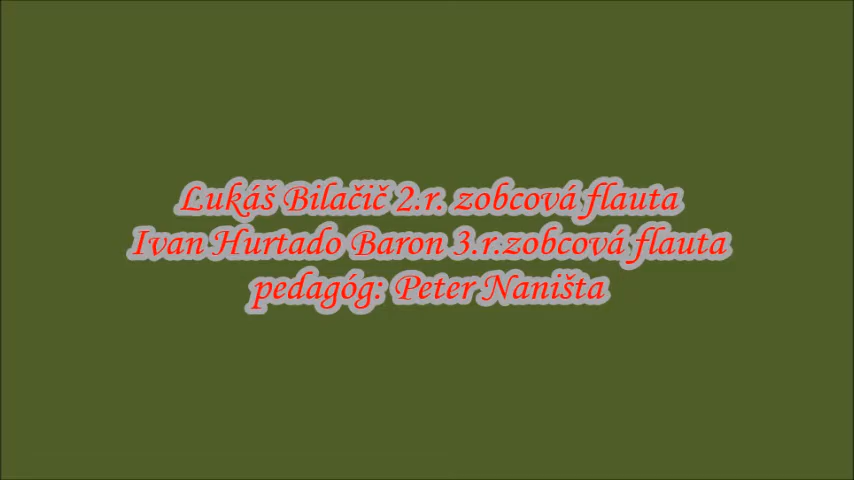 Lukáš Bilačič 2.r. zobcová flauta
Ivan Hurtado Baron 3.r.zobcová flauta
pedagóg: Peter Naništa